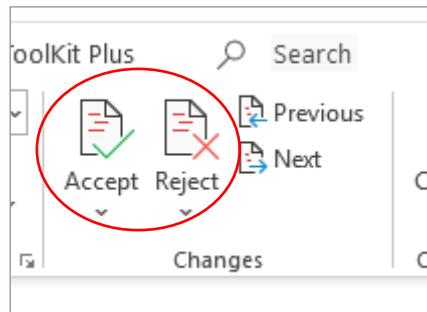 oolKit Plus Search
Previous
Next
Accept Reject
Changes